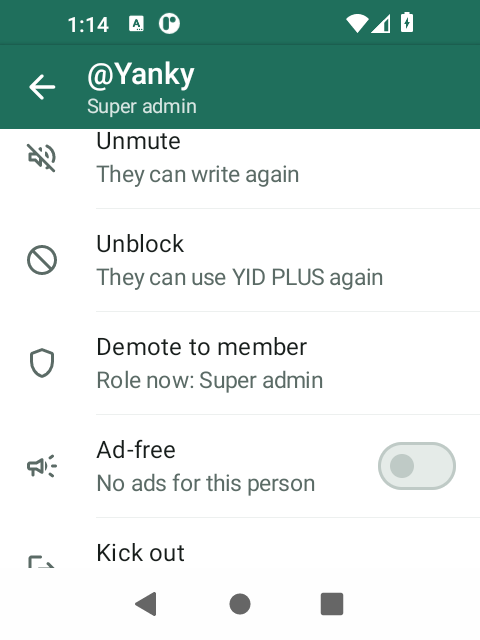 1:14
@Yanky
Super admin
Unmute
They can write again
Unblock
They can use YID PLUS again
Demote to member
Role now: Super admin
Ad-free
No ads for this person
Kick out